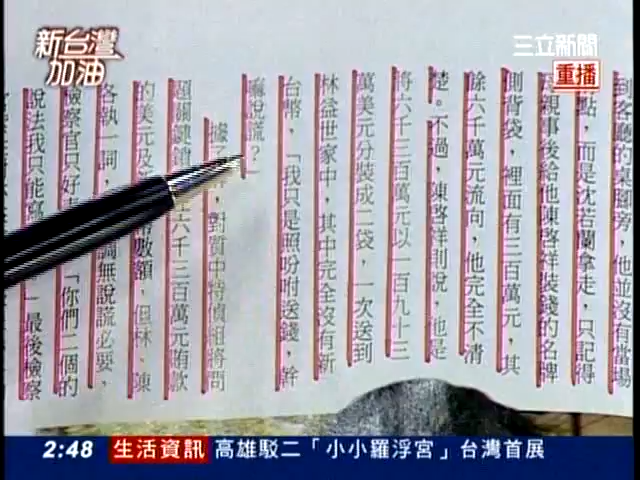 新台灣
加油
三立新聞
重播
到客廳的桌腳旁，他並沒有當場
點，而是沈若蘭拿走，只記得
親事後給他陳啓祥裝錢的名牌
側背袋，裡面有三百萬元，其
餘六千萬元流向，他完全不清
楚。不過，陳啓祥則說，他是
將六千三百萬元以一百九十三
萬美元分裝成二袋，一次送到
林益世家中，其中完全沒有新
台幣，「我只是照吩咐送錢，幹
嘛說謊？」
對質中特偵組將問
題關鍵鎖 六千三百萬元賄款
的美元及 數額，但林、陳
各執一詞， 調無說謊必要，
檢察官只好 「你們二個的
說法我只能寫 」最後檢察
2:48 生活資訊 高雄駁二「小小羅浮宮」台灣首展